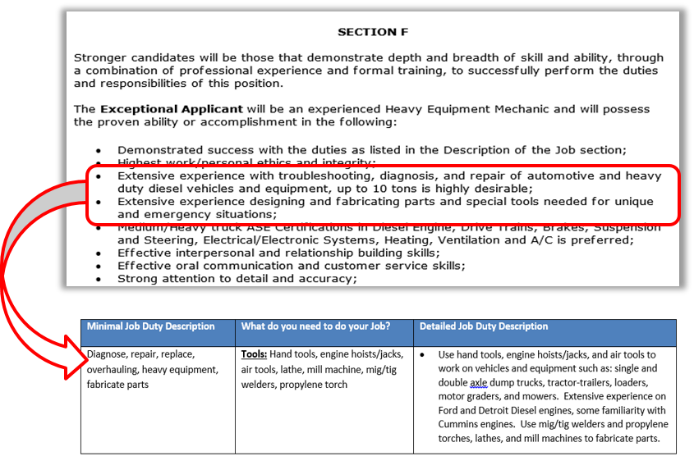 SECTION F
Stronger candidates will be those that demonstrate depth and breadth of skill and ability, through
a combination of professional experience and formal training, to successfully perform the duties
and responsibilities of this position.
The Exceptional Applicant will be an experienced Heavy Equipment Mechanic and will possess
the proven ability or accomplishment in the following:
• Demonstrated success with the duties as listed in the Description of the Job section;
• Highest work/personal ethics and integrity;
• Extensive experience with troubleshooting, diagnosis, and repair of automotive and heavy
duty diesel vehicles and equipment, up to 10 tons is highly desirable;
• Extensive experience designing and fabricating parts and special tools needed for unique
and emergency situations;
• Medium/Heavy truck ASE Certifications in Diesel Engine, Drive Trains, Brakes, Suspension
and Steering, Electrical/Electronic Systems, Heating, Ventilation and A/C is preferred;
• Effective interpersonal and relationship building skills;
• Effective oral communication and customer service skills;
• Strong attention to detail and accuracy;
Minimal Job Duty Description
Diagnose, repair, replace,
overhauling, heavy equipment,
fabricate parts
What do you need to do your Job?
Tools: Hand tools, engine hoists/jacks,
air tools, lathe, mill machine, mig/tig
welders, propylene torch
Detailed Job Duty Description
• Use hand tools, engine hoists/jacks, and air tools to
work on vehicles and equipment such as: single and
double axle dump trucks, tractor-trailers, loaders,
motor graders, and mowers. Extensive experience on
Ford and Detroit Diesel engines, some familiarity with
Cummins engines. Use mig/tig welders and propylene
torches, lathes, and mill machines to fabricate parts.